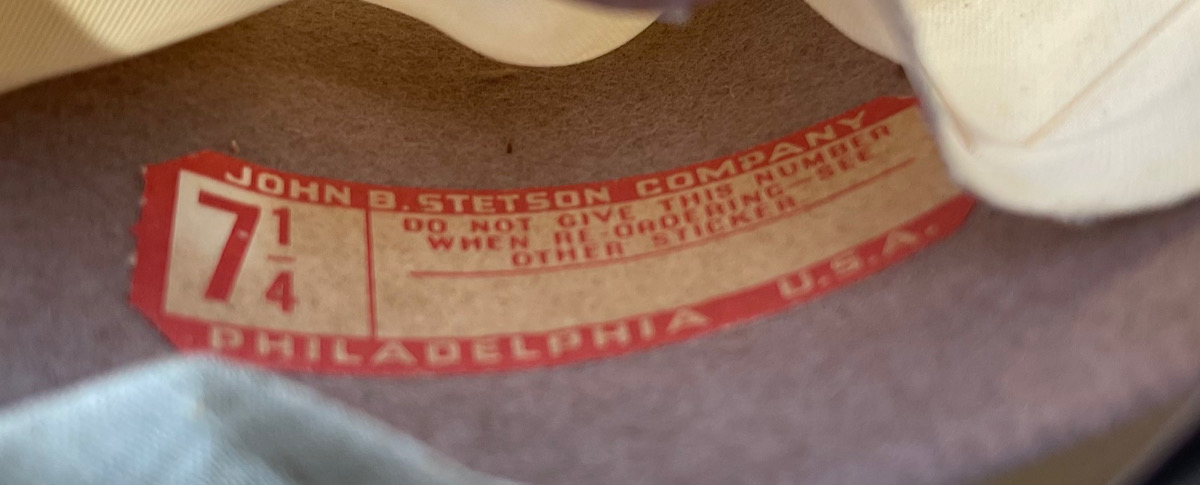 JOHN B. STETSON COMPANY
7 1/4
DO NOT GIVE THIS NUMBER
WHEN RE-ORDERING—SEE
OTHER STICKER
PHILADELPHIA U.S.A.